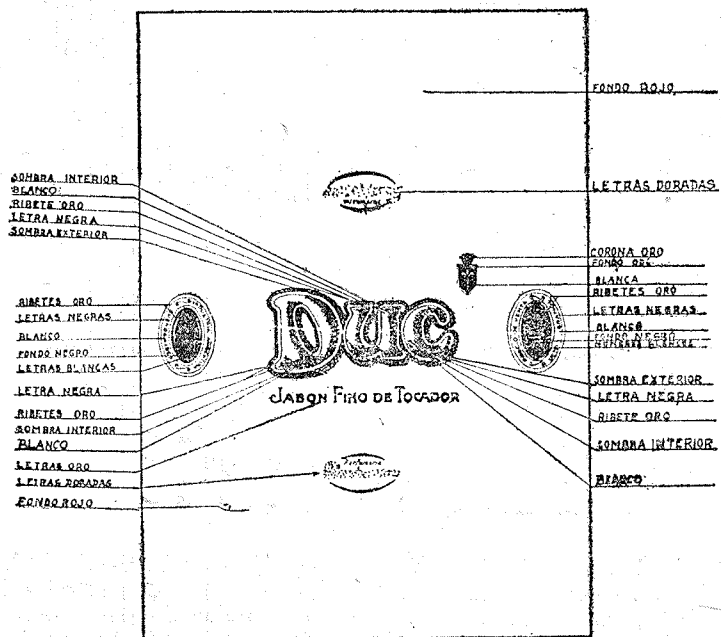 FONDO ROJO
SOMBRA INTERIOR
BLANCO
RIBETE ORO
LETRA NEGRA
SOMBRA EXTERIOR
LETRAS DORADAS
CORONA ORO
FONDO ORO
BLANCA
RIBETES ORO
LETRAS NEGRAS
BLANCO
FONDO NEGRO
RIBETES ORO
LETRAS NEGRAS
BLANCO
FONDO NEGRO
LETRAS BLANCAS
DUC
JABON FINO DE TOCADOR
LETRA NEGRA
RIBETES ORO
SOMBRA INTERIOR
BLANCO
LETRAS ORO
LETRAS DORADAS
FONDO ROJO
SOMBRA EXTERIOR
LETRA NEGRA
RIBETE ORO
SOMBRA INTERIOR
BLANCO
Perfumeria